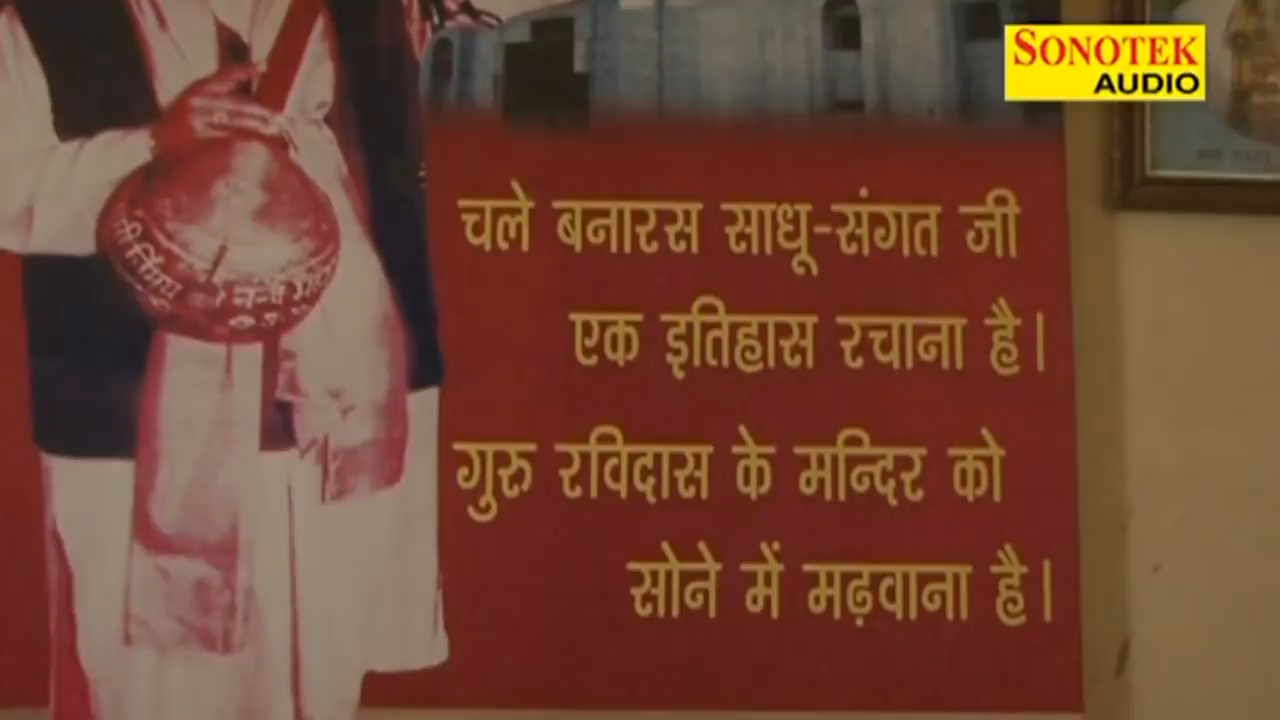 SONOTEK
AUDIO
चले बनारस साधू-संगत जी
एक इतिहास रचाना है।
गुरु रविदास के मन्दिर को
सोने में मढ़वाना है।